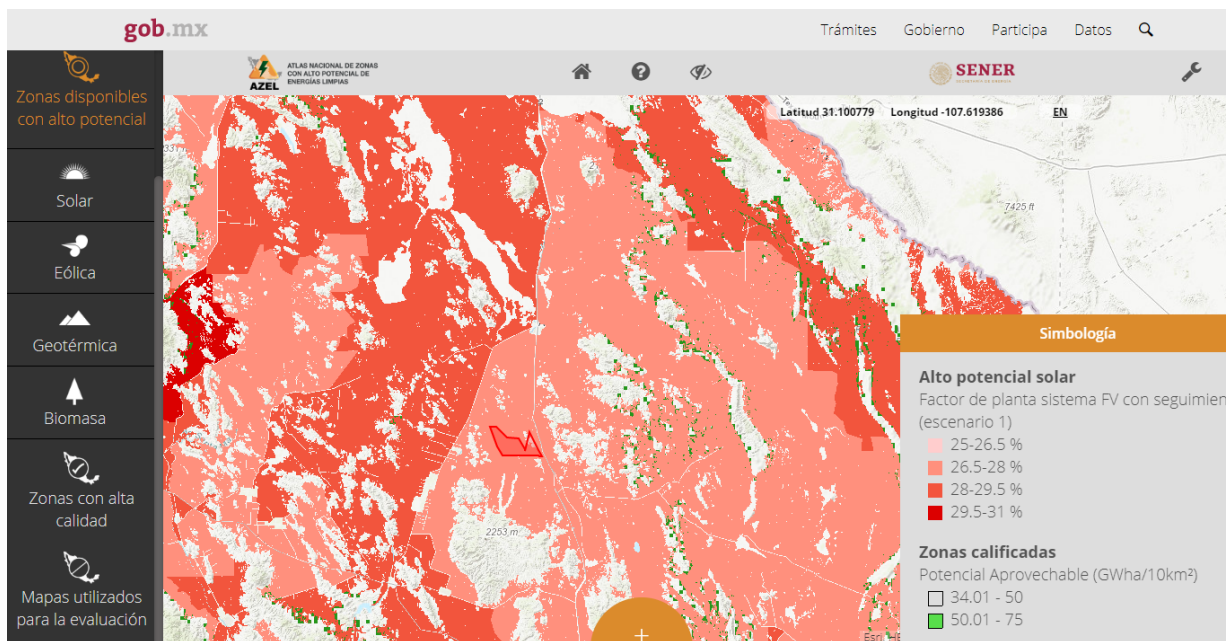 gob.mx
Trámites Gobierno Participa Datos
Zonas disponibles
con alto potencial
Solar
Eólica
Geotérmica
Biomasa
Zonas con alta
calidad
Mapas utilizados
para la evaluación
AZEL
ATLAS NACIONAL DE ZONAS
CON ALTO POTENCIAL DE
ENERGÍAS LIMPIAS
SENER
Latitud 31.100779 Longitud -107.619386 EN
7425 ft
2253 m
+
Simbología
Alto potencial solar
Factor de planta sistema FV con seguimien
(escenario 1)
25-26.5 %
26.5-28 %
28-29.5 %
29.5-31 %
Zonas calificadas
Potencial Aprovechable (GWha/10km²)
34.01 - 50
50.01 - 75